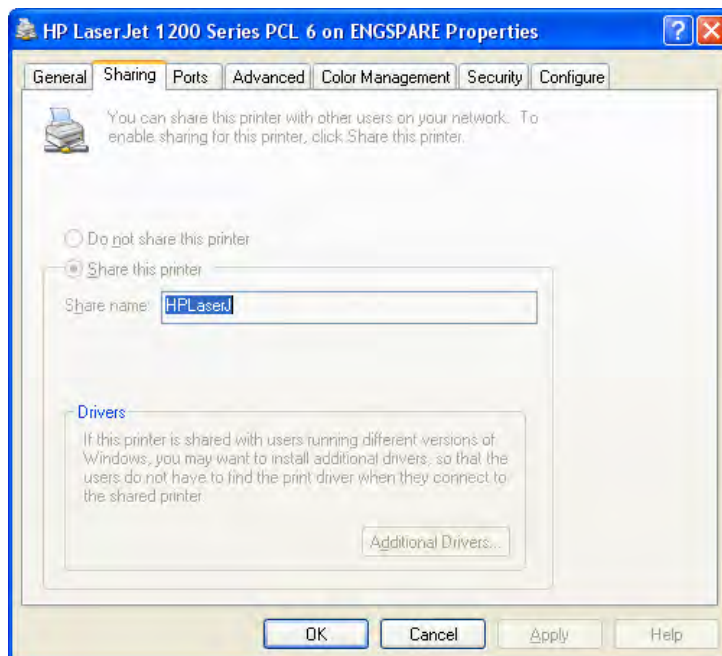 HP LaserJet 1200 Series PCL 6 on ENGSPARE Properties
General Sharing Ports Advanced Color Management Security Configure
You can share this printer with other users on your network. To
enable sharing for this printer, click Share this printer.
Do not share this printer
Share this printer
Share name: HPLaserJ
Drivers
If this printer is shared with users running different versions of
Windows, you may want to install additional drivers, so that the
users do not have to find the print driver when they connect to
the shared printer.
Additional Drivers...
OK Cancel Apply Help